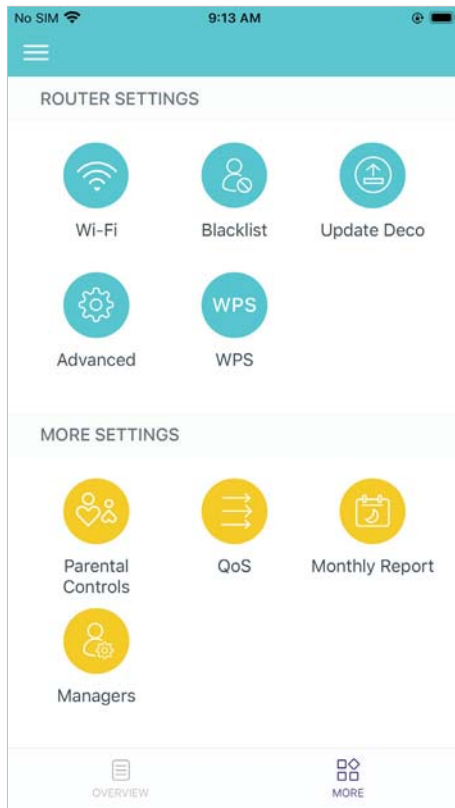 No SIM 9:13 AM
ROUTER SETTINGS
Wi-Fi Blacklist Update Deco
WPS
Advanced WPS
MORE SETTINGS
Parental Controls QoS Monthly Report
Managers
OVERVIEW MORE